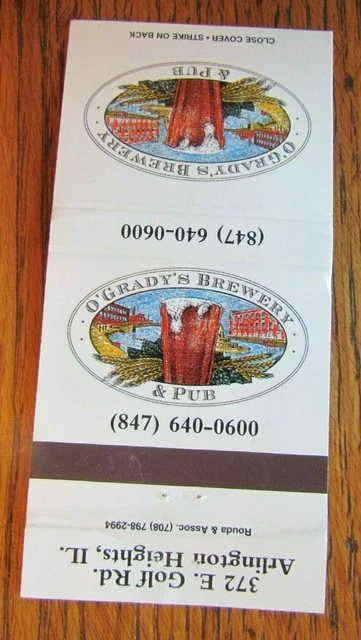 CLOSE COVER • STRIKE ON BACK
O'GRADY'S BREWERY
& PUB
(847) 640-0600
O'GRADY'S BREWERY
& PUB
(847) 640-0600
Rouda & Assoc. (708) 798-2994
372 E. Golf Rd.
Arlington Heights, IL.